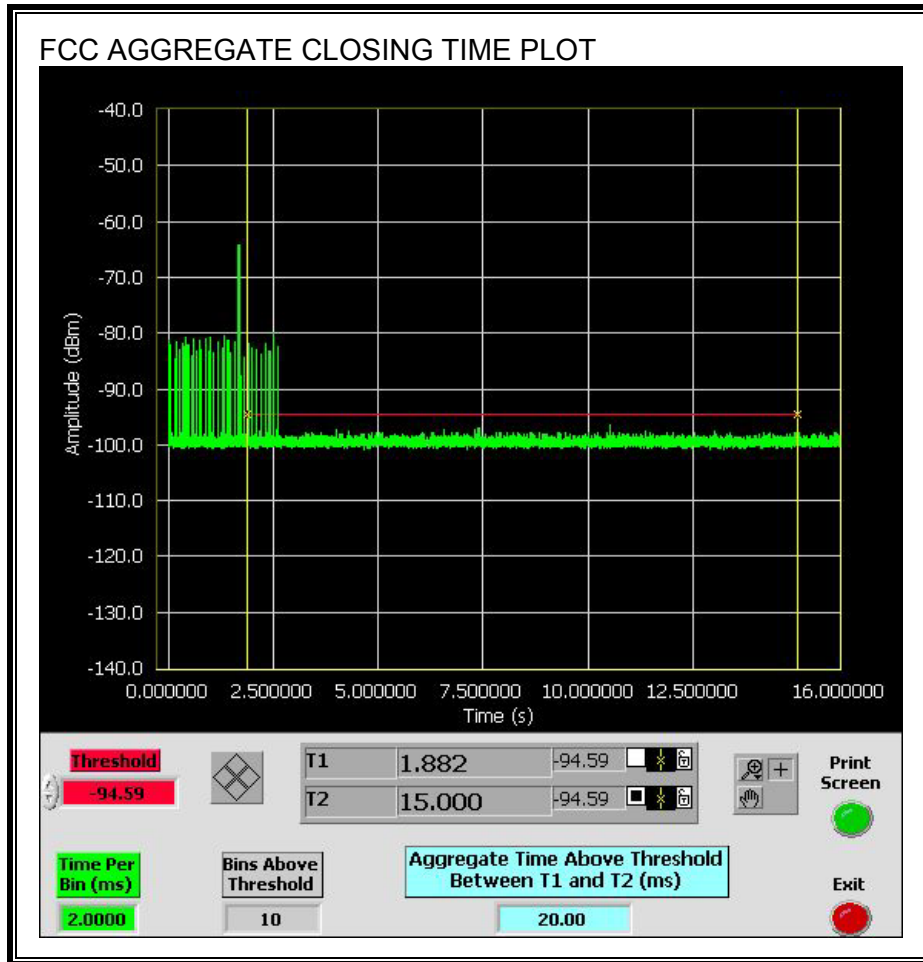 FCC AGGREGATE CLOSING TIME PLOT
-40.0
-50.0
-60.0
-70.0
-80.0
-90.0
-100.0
-110.0
-120.0
-130.0
-140.0
Amplitude (dBm)
0.000000 2.500000 5.000000 7.500000 10.000000 12.500000 16.000000
Time (s)
Threshold
-94.59
T1 1.882 -94.59
T2 15.000 -94.59
Print
Screen
Time Per
Bin (ms)
2.0000
Bins Above
Threshold
10
Aggregate Time Above Threshold
Between T1 and T2 (ms)
20.00
Exit